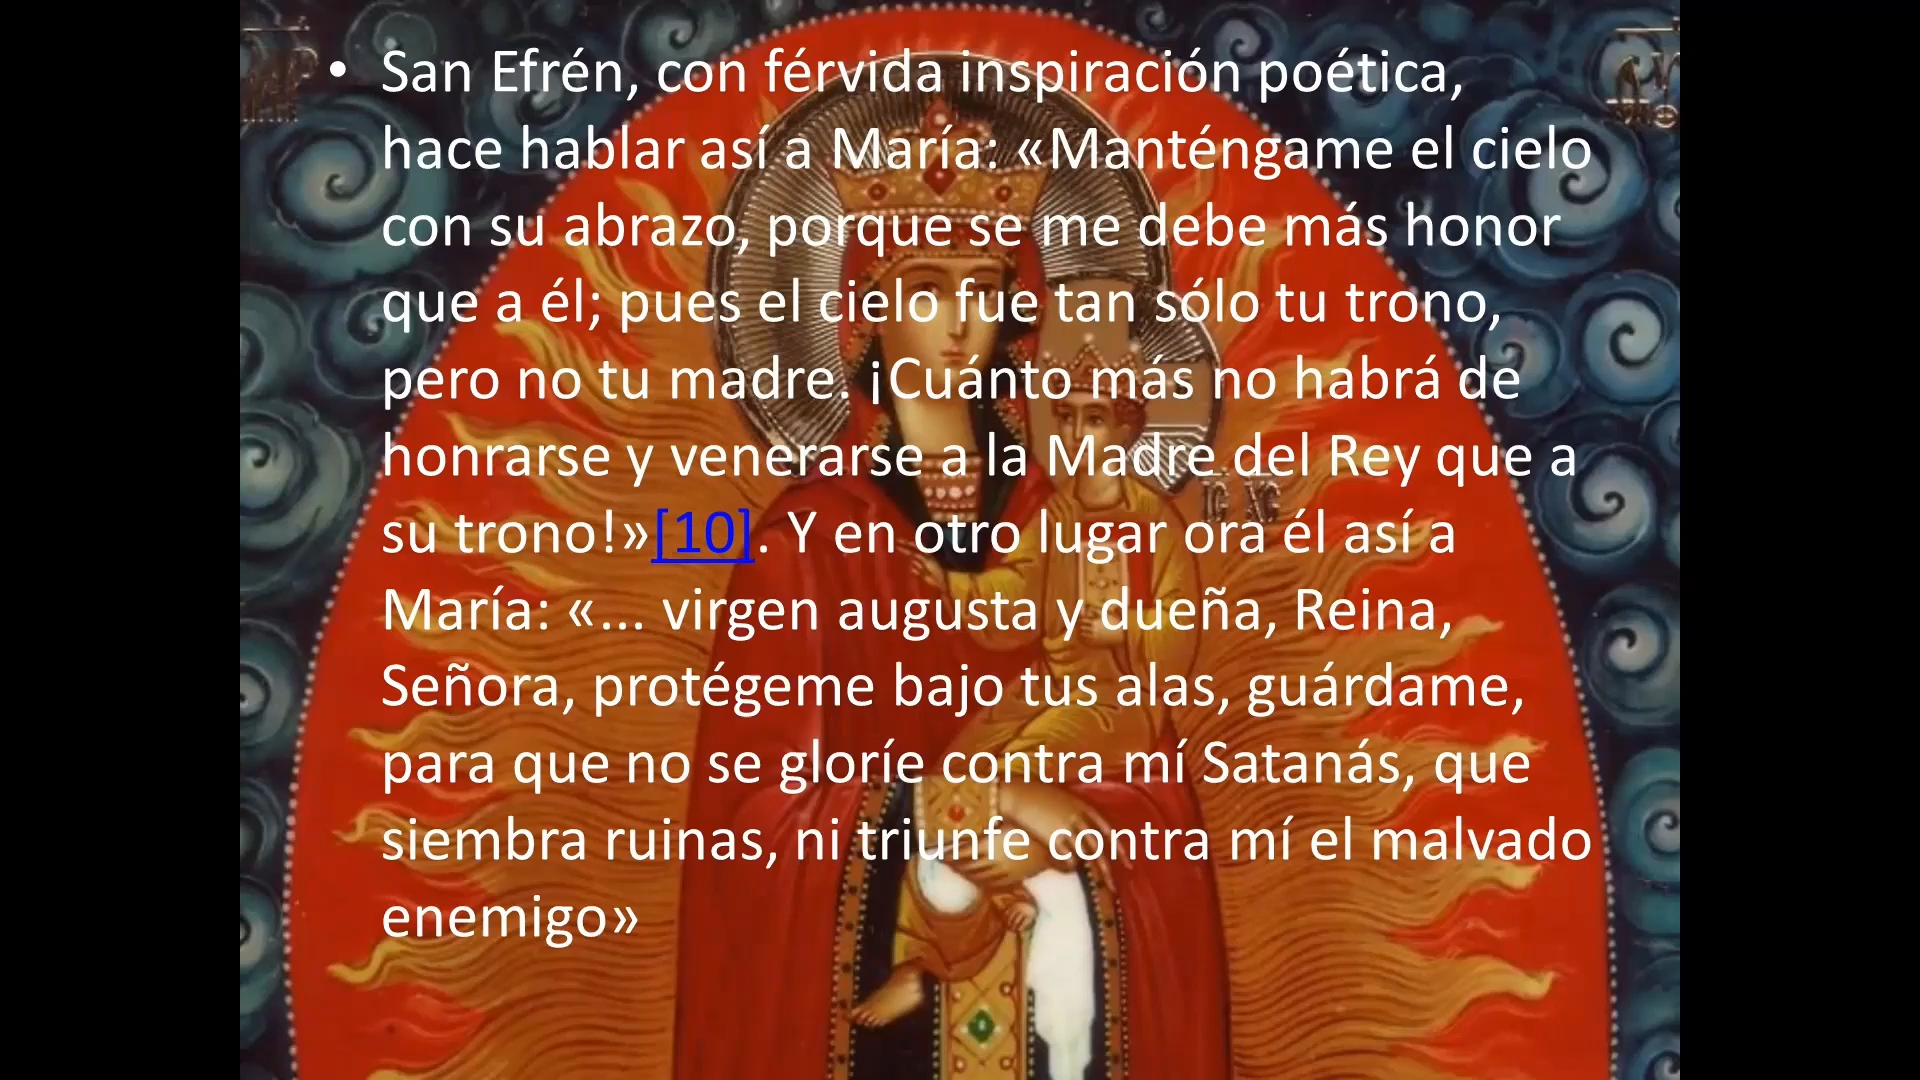 • San Efrén, con férvida inspiración poética,
hace hablar así a María: «Manténgame el cielo
con su abrazo, porque se me debe más honor
que a él; pues el cielo fue tan sólo tu trono,
pero no tu madre. ¡Cuánto más no habrá de
honrarse y venerarse a la Madre del Rey que a
su trono!»[10]. Y en otro lugar ora él así a
María: «... virgen augusta y dueña, Reina,
Señora, protégeme bajo tus alas, guárdame,
para que no se gloríe contra mí Satanás, que
siembra ruinas, ni triunfe contra mí el malvado
enemigo»
IC XC